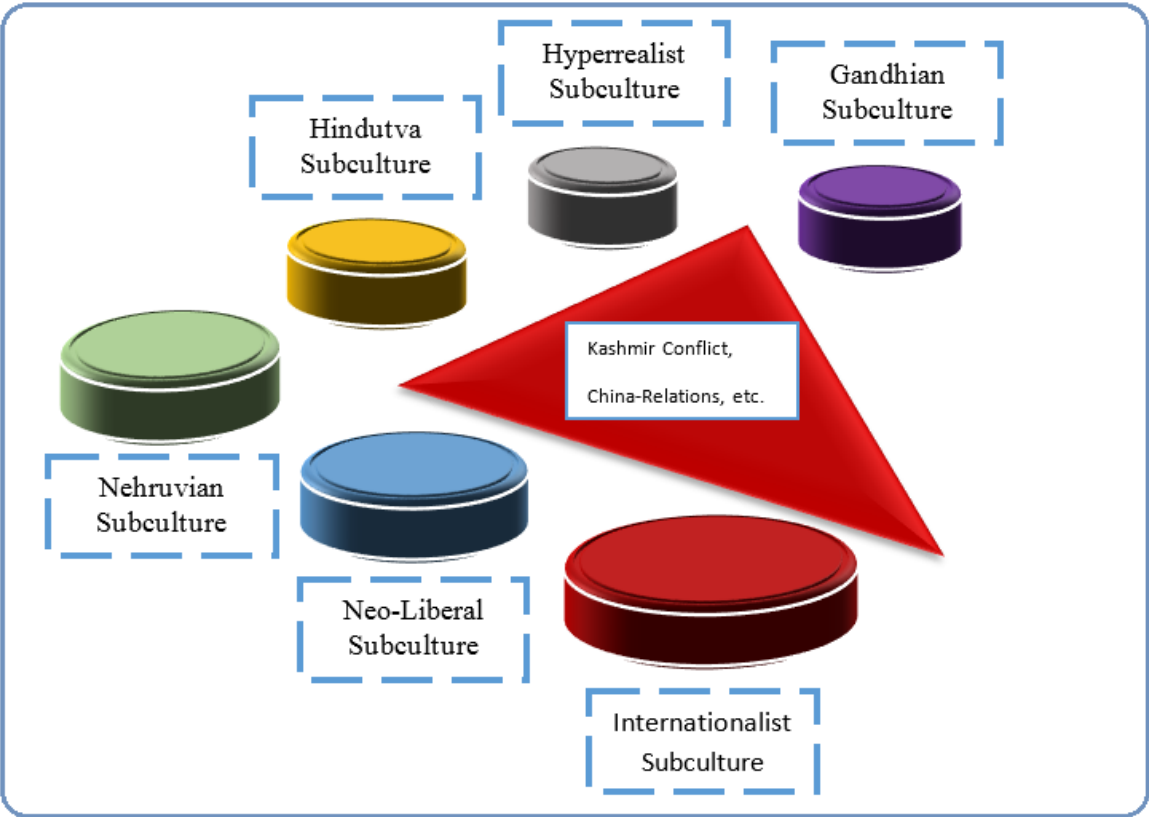 Hyperrealist
Subculture
Gandhian
Subculture
Hindutva
Subculture
Kashmir Conflict,
China-Relations, etc.
Nehruvian
Subculture
Neo-Liberal
Subculture
Internationalist
Subculture